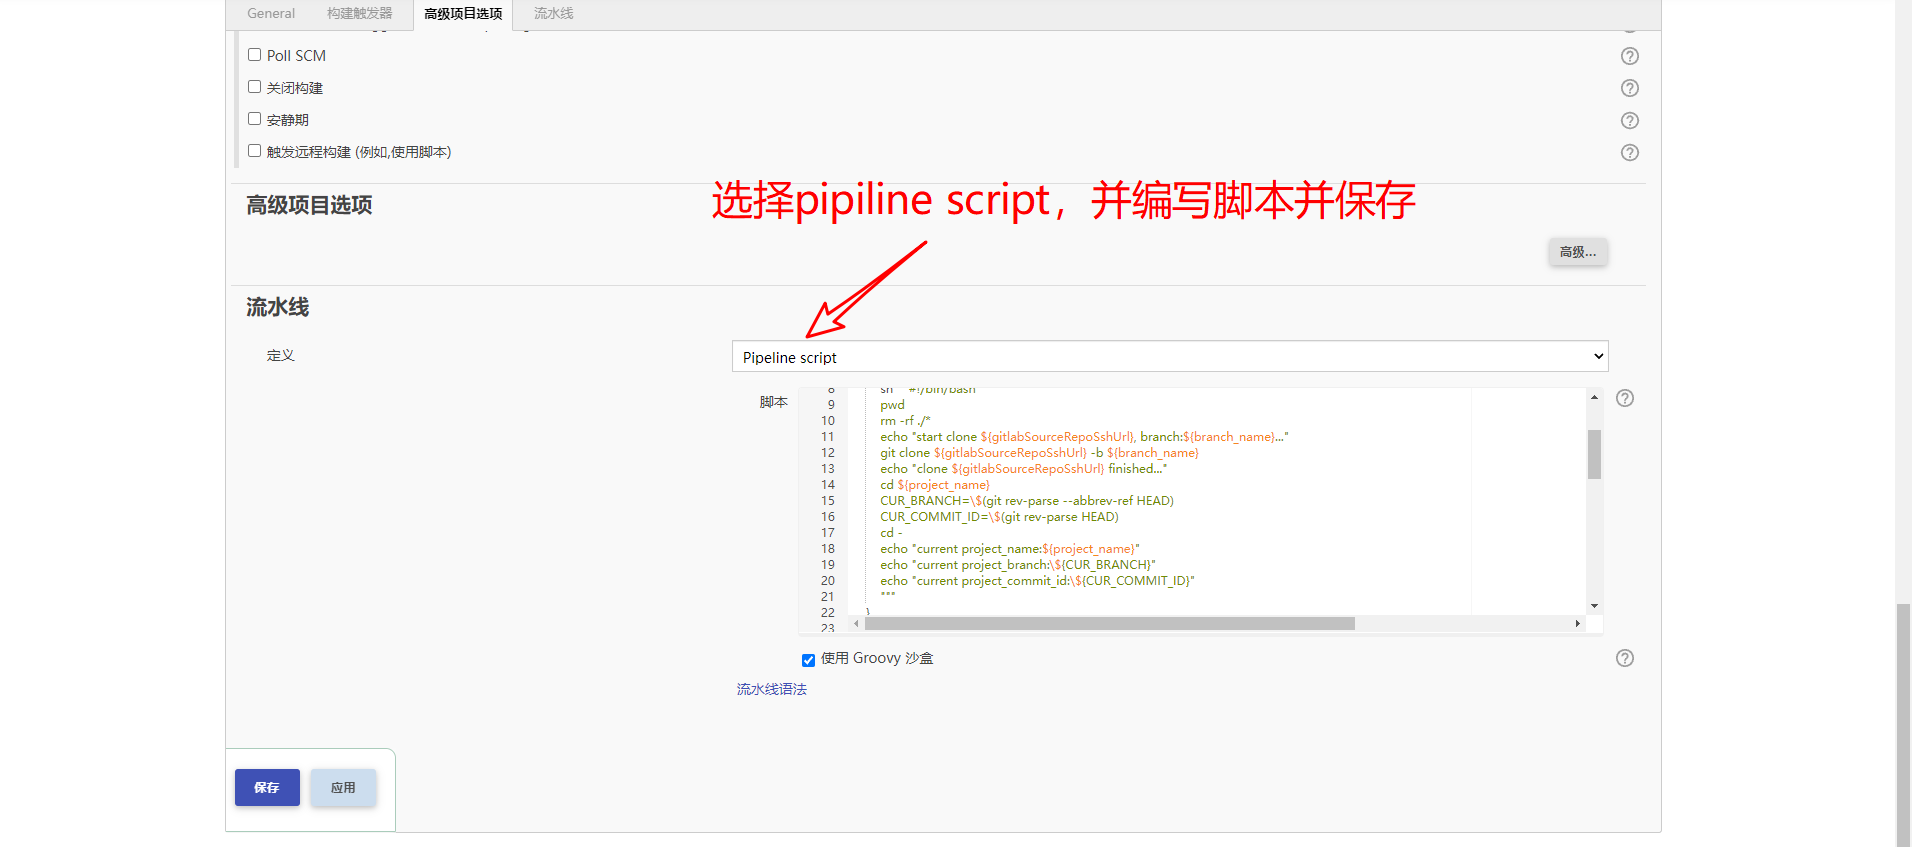 General 构建触发器 高级项目选项 流水线
Poll SCM
关闭构建
安静期
触发远程构建 (例如,使用脚本)
选择pipiline script，并编写脚本并保存
高级项目选项
高级...
流水线
定义
Pipeline script
脚本
8 sh """#!/bin/bash
9 pwd
10 rm -rf ./*
11 echo "start clone ${gitlabSourceRepoSshUrl}, branch:${branch_name}..."
12 git clone ${gitlabSourceRepoSshUrl} -b ${branch_name}
13 echo "clone ${gitlabSourceRepoSshUrl} finished..."
14 cd ${project_name}
15 CUR_BRANCH=\$(git rev-parse --abbrev-ref HEAD)
16 CUR_COMMIT_ID=\$(git rev-parse HEAD)
17 cd -
18 echo "current project_name:${project_name}"
19 echo "current project_branch:\${CUR_BRANCH}"
20 echo "current project_commit_id:\${CUR_COMMIT_ID}"
21 """
22 }
23
使用 Groovy 沙盒
流水线语法
保存 应用